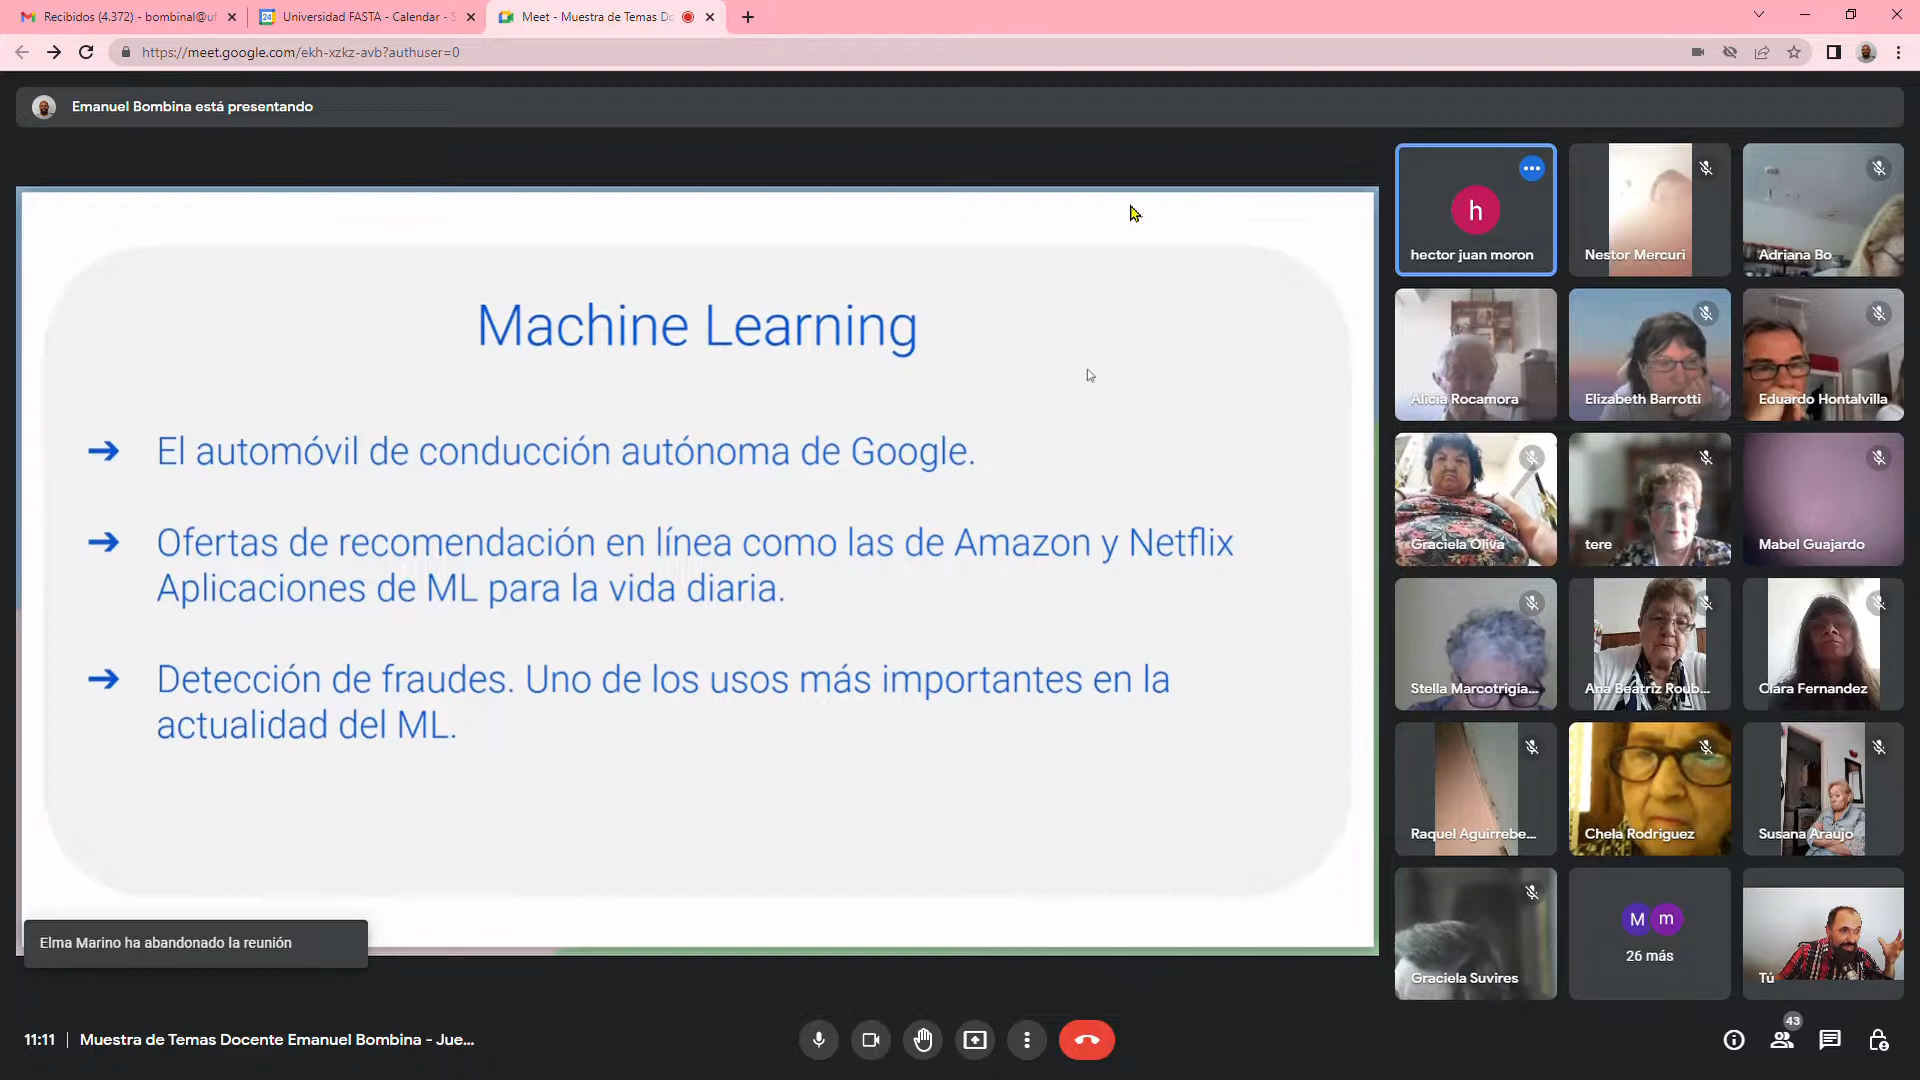 Recibidos (4.372) - bombinal@uf
Universidad FASTA - Calendar - S
Meet - Muestra de Temas Do
https://meet.google.com/ekh-xzkz-avb?authuser=0
Emanuel Bombina está presentando
Machine Learning
➔ El automóvil de conducción autónoma de Google.
➔ Ofertas de recomendación en línea como las de Amazon y Netflix
Aplicaciones de ML para la vida diaria.
➔ Detección de fraudes. Uno de los usos más importantes en la
actualidad del ML.
Elma Marino ha abandonado la reunión
h
hector juan moron
Nestor Mercuri
Adriana Bo
Alicia Rocamora
Elizabeth Barrotti
Eduardo Hontalvilla
Graciela Oliva
tere
Mabel Guajardo
Stella Marcotrigia...
Ana Beatriz Roub...
Clara Fernandez
Raquel Aguirrebe...
Chela Rodriguez
Susana Araujo
Graciela Suvires
M m
26 más
Tú
11:11 | Muestra de Temas Docente Emanuel Bombina - Jue...
43